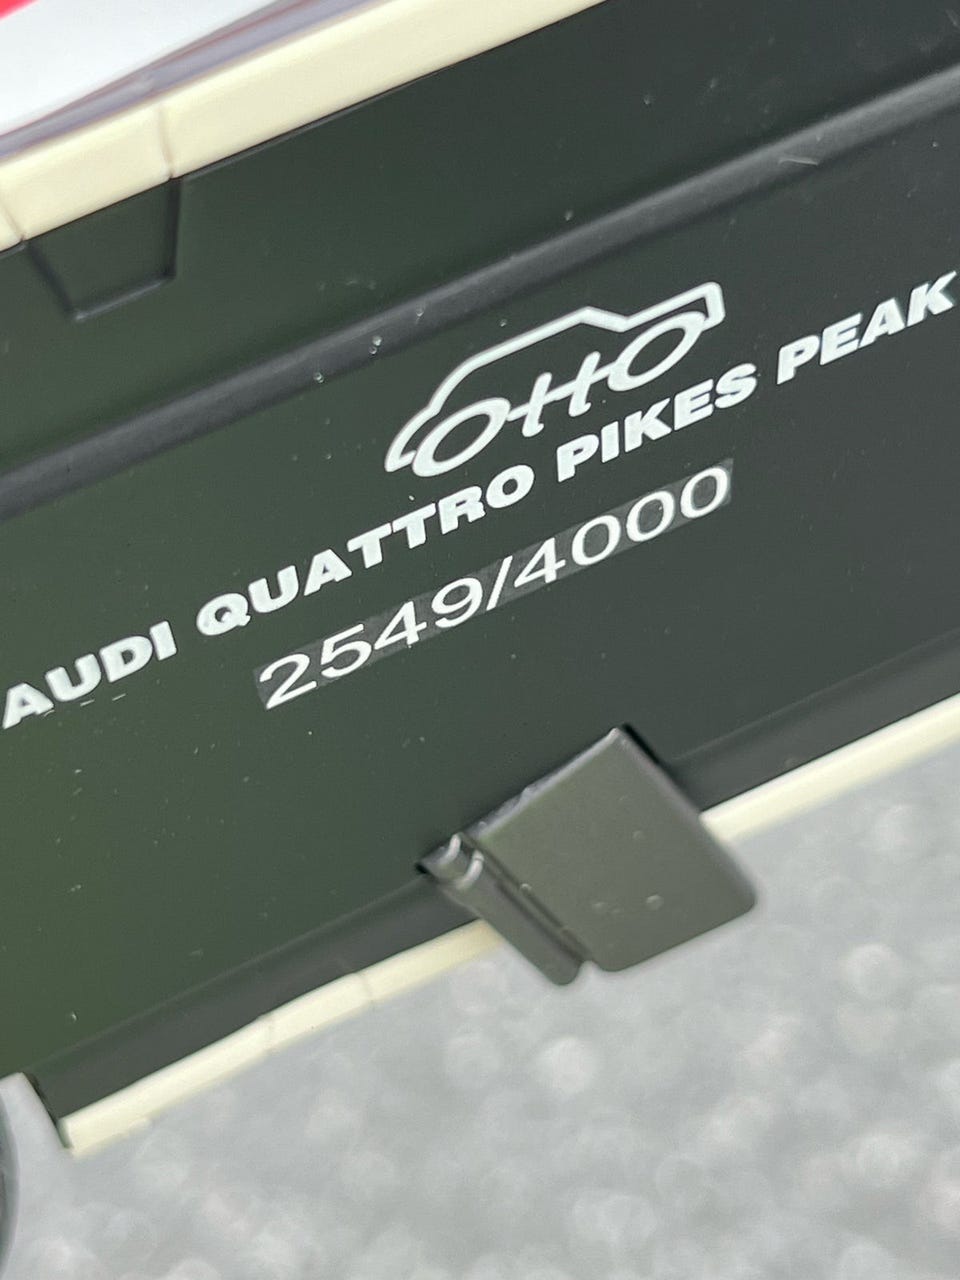 OttO
AUDI QUATTRO PIKES PEAK
2549/4000